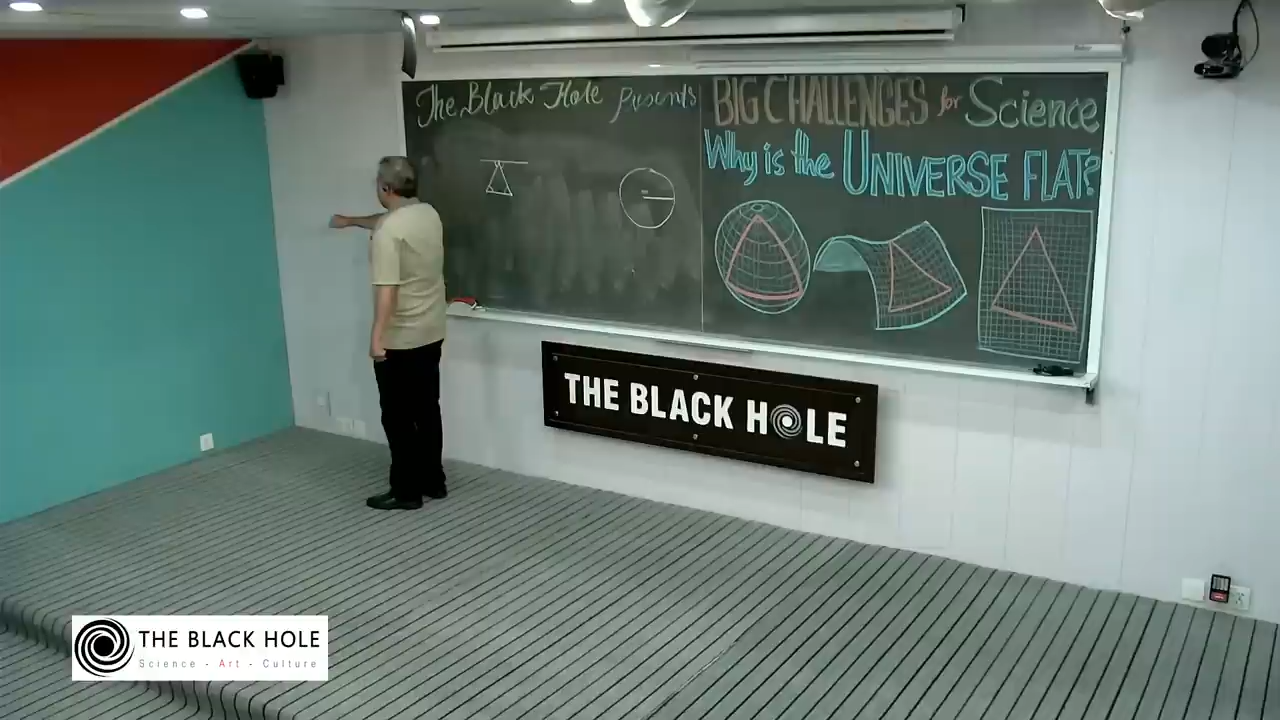 The Black Hole presents
BIG CHALLENGES for Science
Why is the UNIVERSE FLAT?
THE BLACK HOLE
THE BLACK HOLE
Science - Art - Culture